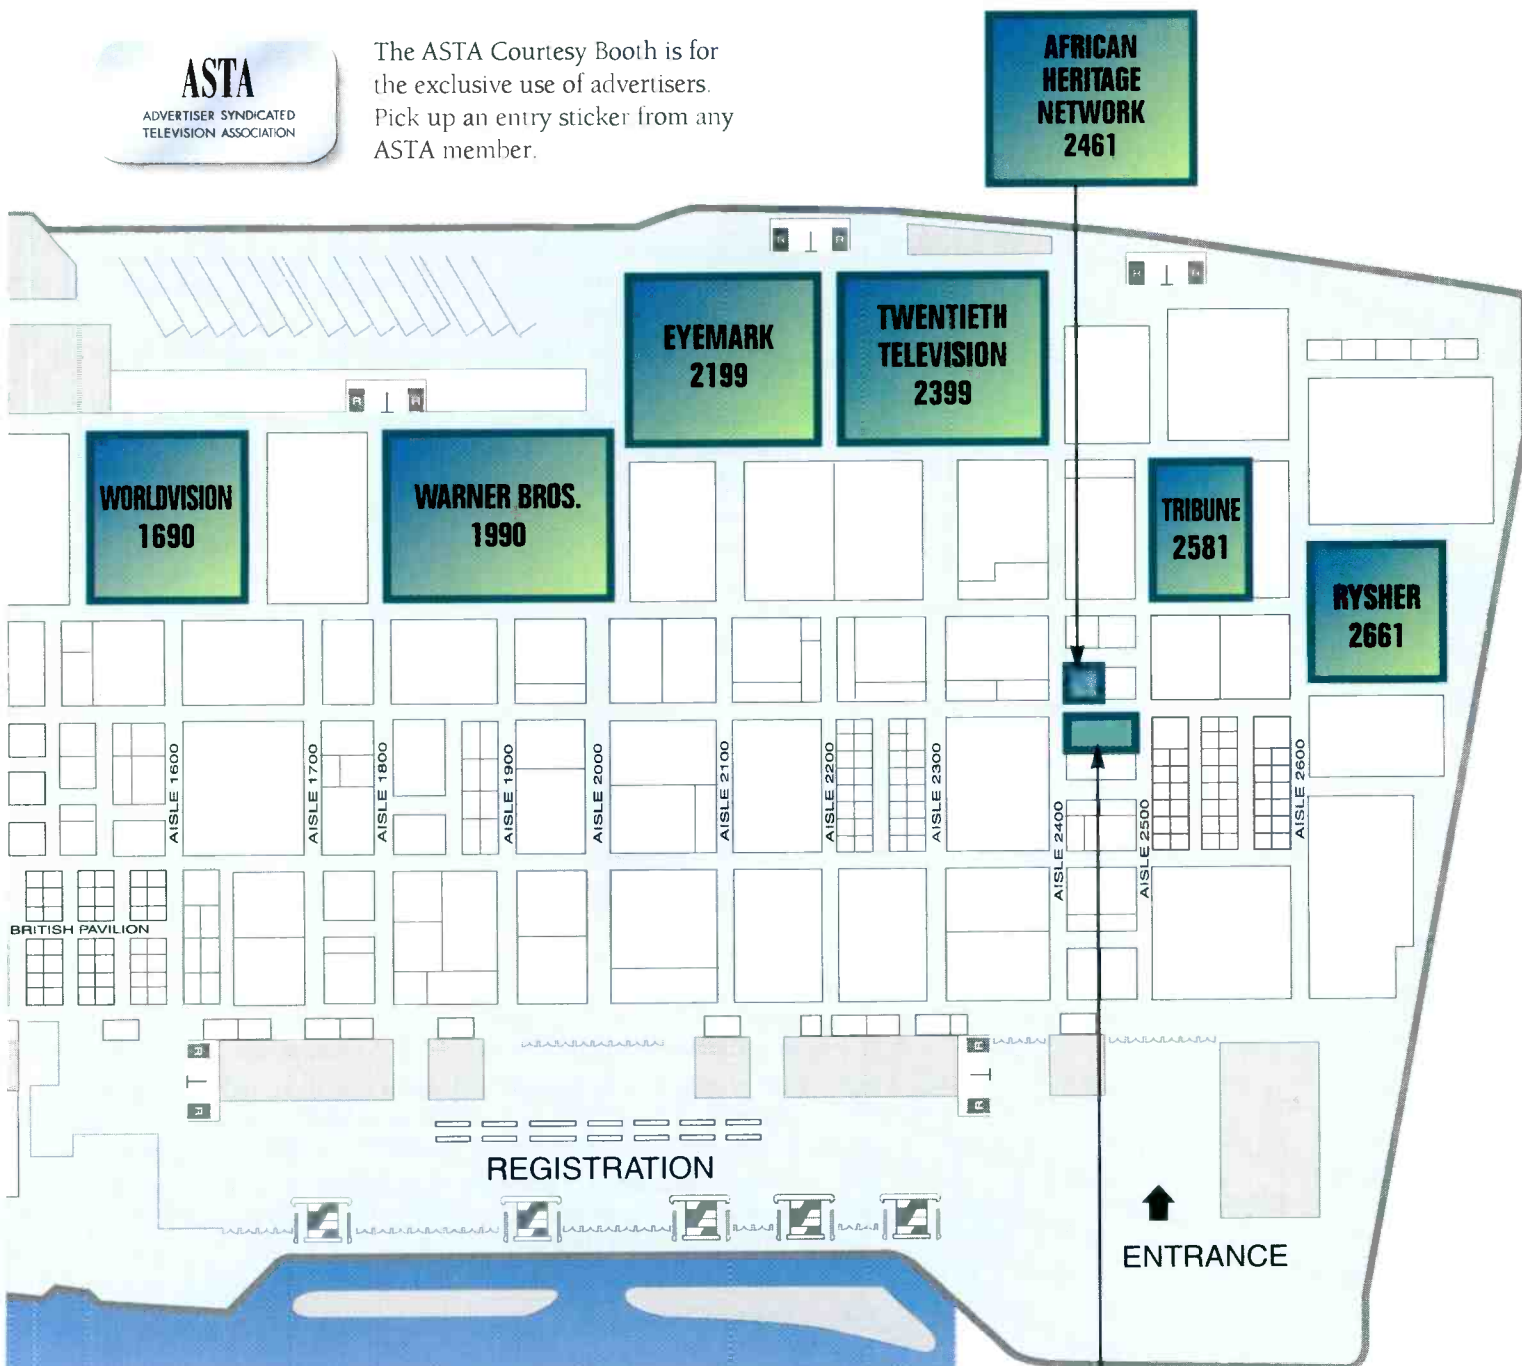 ASTA
ADVERTISER SYNDICATED
TELEVISION ASSOCIATION
The ASTA Courtesy Booth is for
the exclusive use of advertisers.
Pick up an entry sticker from any
ASTA member.
AFRICAN
HERITAGE
NETWORK
2461
EYEMARK
2199
TWENTIETH
TELEVISION
2399
WORLDVISION
1690
WARNER BROS.
1990
TRIBUNE
2581
RYSHER
2661
AISLE 1600
AISLE 1700
AISLE 1800
AISLE 1900
AISLE 2000
AISLE 2100
AISLE 2200
AISLE 2300
AISLE 2400
AISLE 2500
AISLE 2600
BRITISH PAVILION
REGISTRATION
ENTRANCE